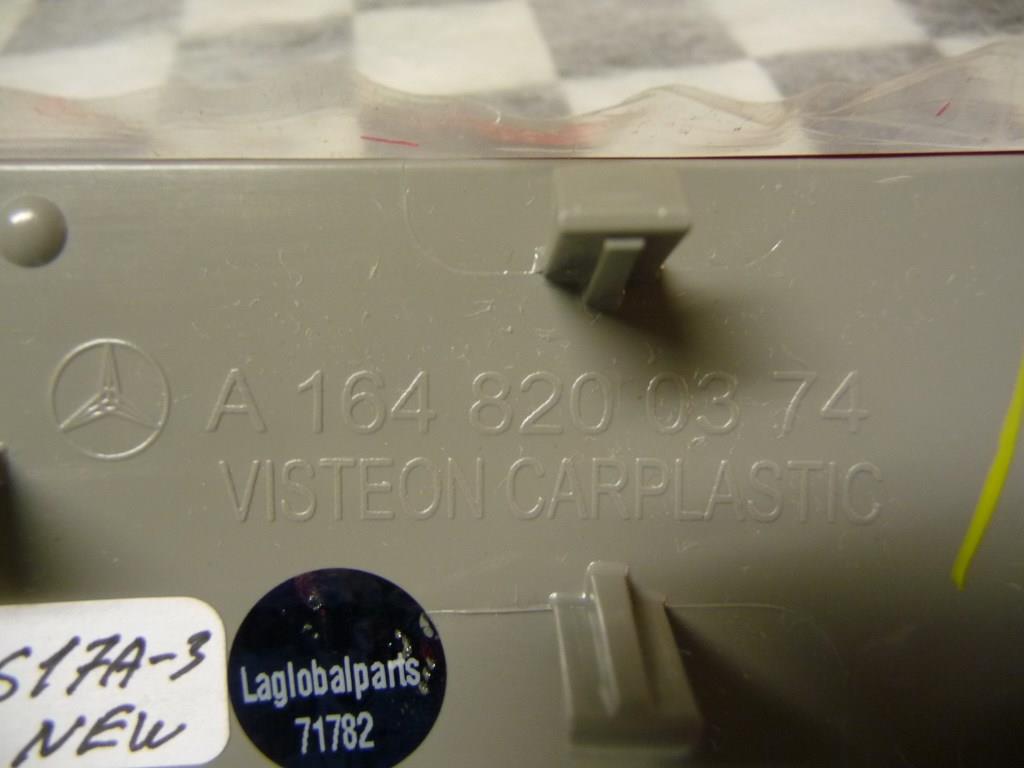 A 164 820 03 74
VISTEON CARPLASTIC
S17A-3
NEW
Laglobalparts
71782